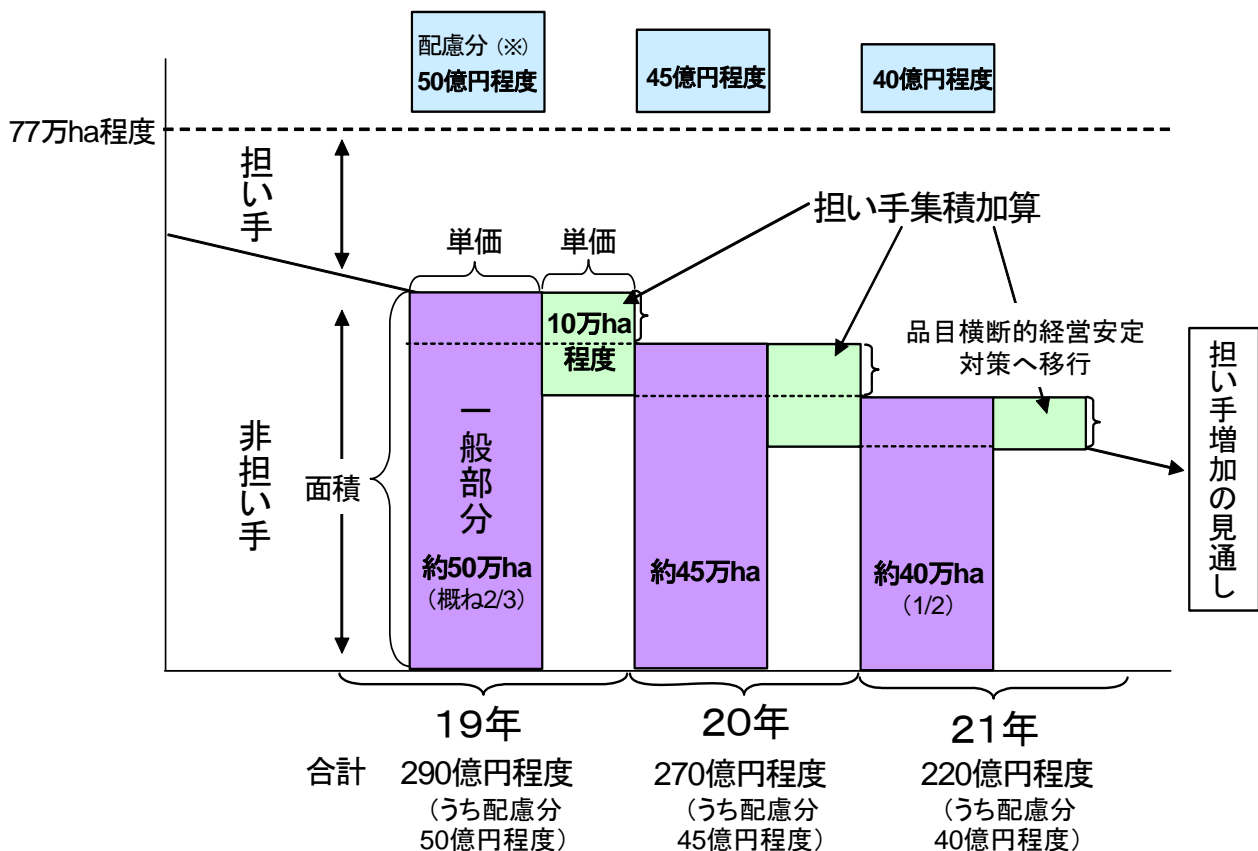 配慮分（※）
50億円程度
45億円程度
40億円程度
77万ha程度
担い手
担い手集積加算
単価
単価
10万ha
程度
品目横断的経営安定
対策へ移行
担い手増加の見通し
非担い手
面積
一般部分
約50万ha
（概ね2/3）
約45万ha
約40万ha
（1/2）
19年
20年
21年
合計
290億円程度
270億円程度
220億円程度
（うち配慮分
50億円程度）
（うち配慮分
45億円程度）
（うち配慮分
40億円程度）